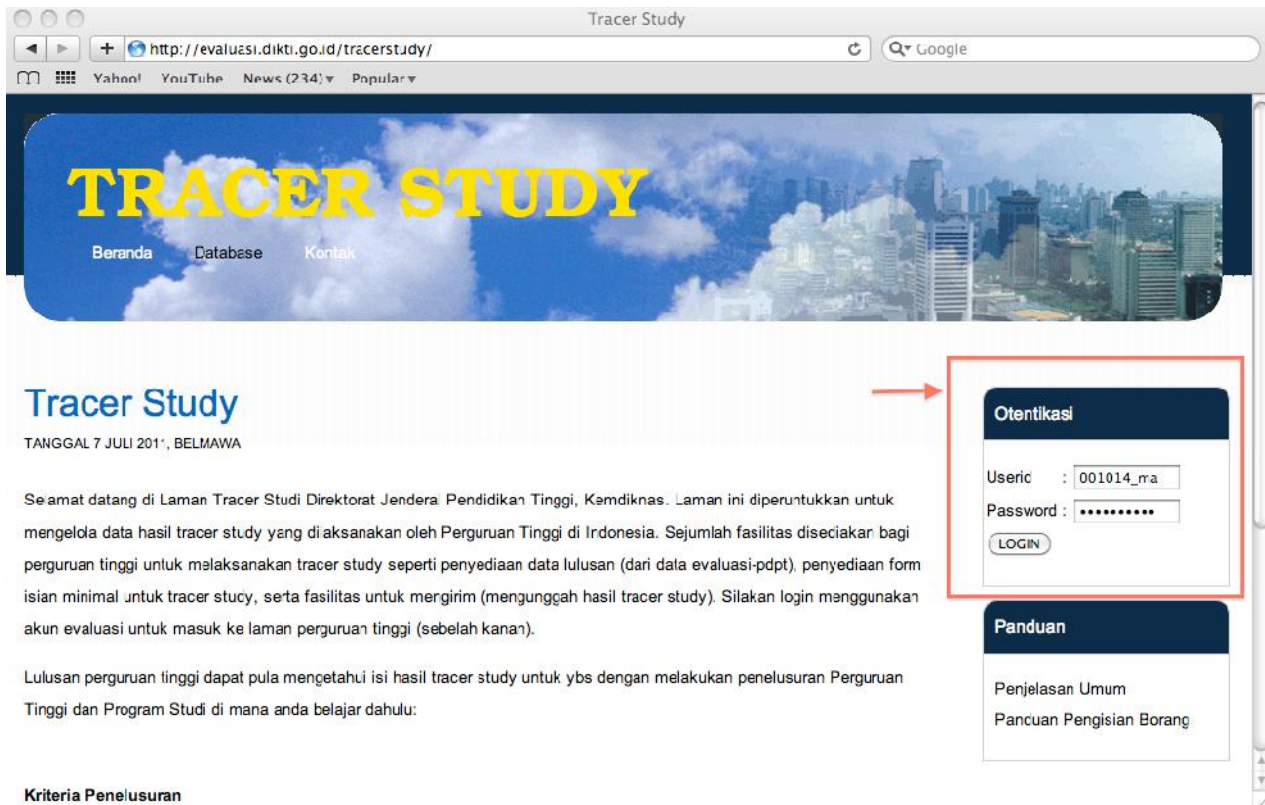 Tracer Study
http://evaluasi.dikti.go.id/tracerstudy/
Google
Yahoo! YouTube News (234) Popular
TRACER STUDY
Beranda Database Kontak
Tracer Study
TANGGAL 7 JULI 2011, BELMAWA
Selamat datang di Laman Tracer Studi Direktorat Jenderal Pendidikan Tinggi, Kemdiknas. Laman ini diperuntukkan untuk
mengelola data hasil tracer study yang dilaksanakan oleh Perguruan Tinggi di Indonesia. Sejumlah fasilitas disediakan bagi
perguruan tinggi untuk melaksanakan tracer study seperti penyediaan data lulusan (dari data evaluasi-pdpt), penyediaan form
isian minimal untuk tracer study, serta fasilitas untuk mengirim (mengunggah hasil tracer study). Silakan login menggunakan
akun evaluasi untuk masuk ke laman perguruan tinggi (sebelah kanan).
Lulusan perguruan tinggi dapat pula mengetahui isi hasil tracer study untuk ybs dengan melakukan penelusuran Perguruan
Tinggi dan Program Studi di mana anda belajar dahulu:
Kriteria Penelusuran
Otentikasi
Userid : 001014_ma
Password : ••••••••••
LOGIN
Panduan
Penjelasan Umum
Panduan Pengisian Borang